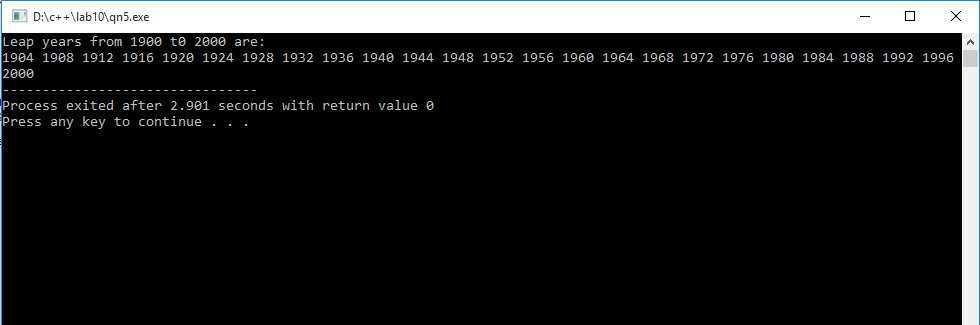 D:\c++\lab10\qn5.exe
Leap years from 1900 t0 2000 are:
1904 1908 1912 1916 1920 1924 1928 1932 1936 1940 1944 1948 1952 1956 1960 1964 1968 1972 1976 1980 1984 1988 1992 1996
2000
--------------------------------
Process exited after 2.901 seconds with return value 0
Press any key to continue . . .